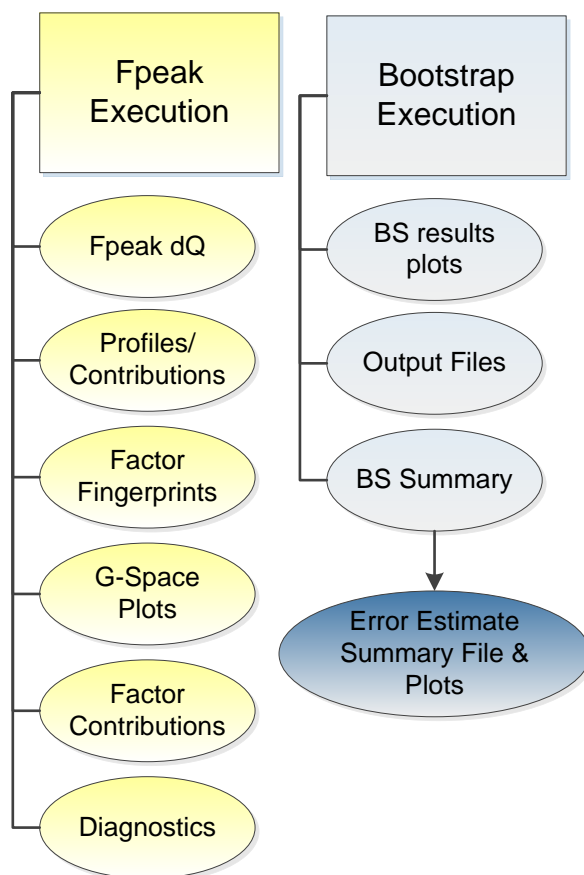 Fpeak
Execution
Fpeak dQ
Profiles/
Contributions
Factor
Fingerprints
G-Space
Plots
Factor
Contributions
Diagnostics
Bootstrap
Execution
BS results
plots
Output Files
BS Summary
Error Estimate
Summary File &
Plots